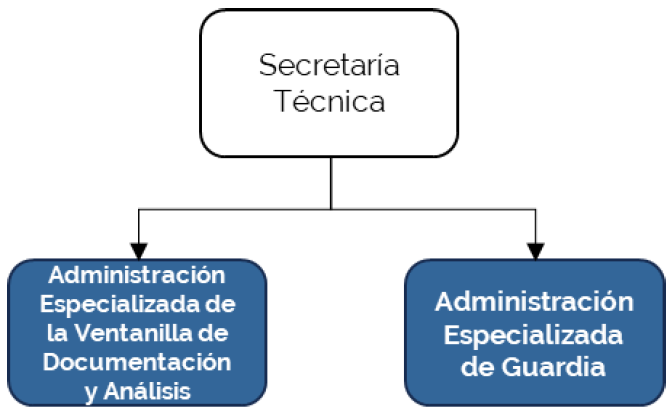 Secretaría
Técnica
Administración
Especializada de
la Ventanilla de
Documentación
y Análisis
Administración
Especializada
de Guardia